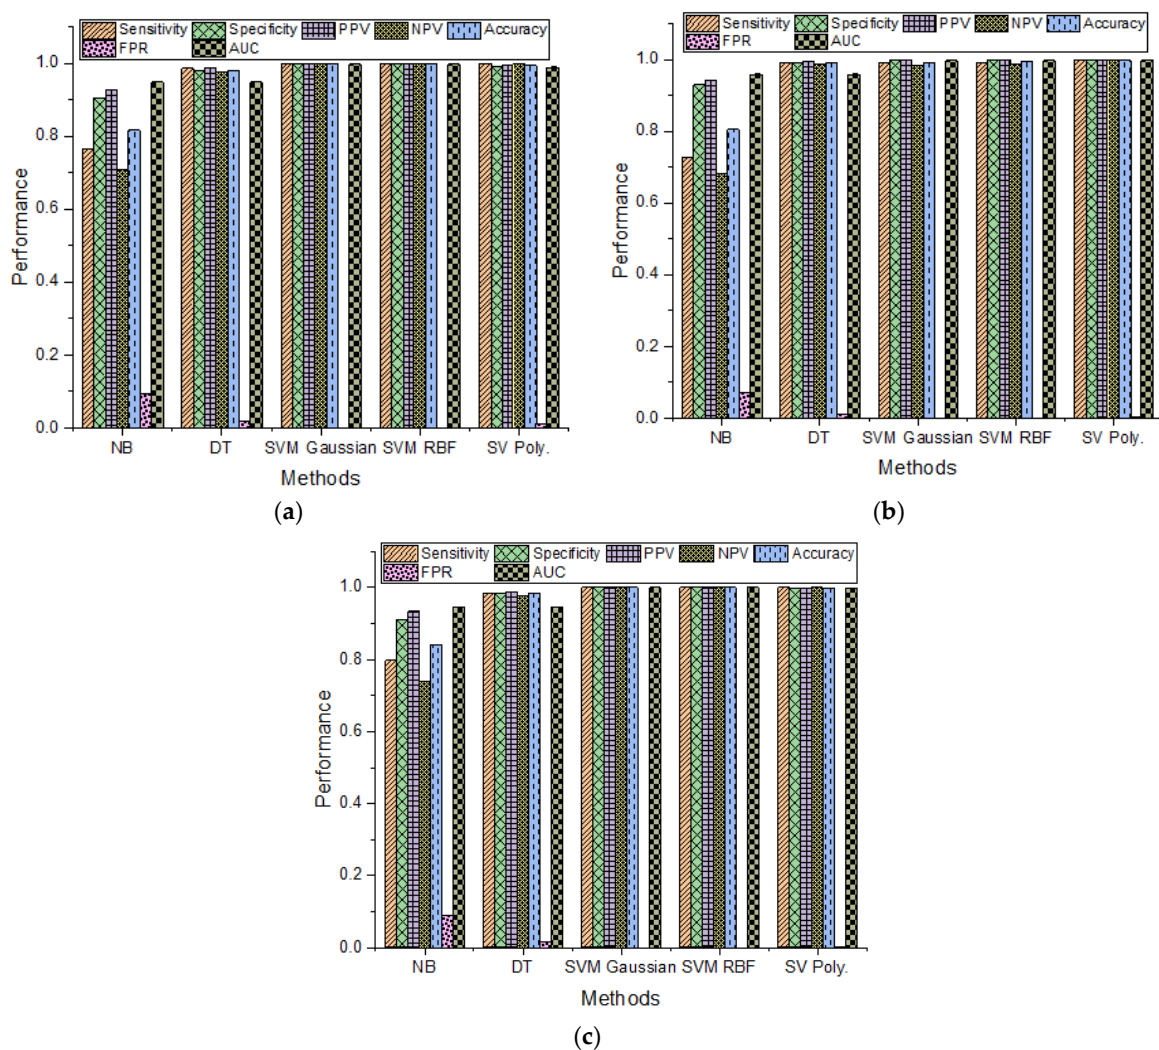 Sensitivity Specificity PPV NPV Accuracy
FPR AUC
1.0
0.8
0.6
0.4
0.2
0.0
Performance
NB DT SVM Gaussian SVM RBF SV Poly.
Methods
(a)
Sensitivity Specificity PPV NPV Accuracy
FPR AUC
1.0
0.8
0.6
0.4
0.2
0.0
Performance
NB DT SVM Gaussian SVM RBF SV Poly.
Methods
(b)
Sensitivity Specificity PPV NPV Accuracy
FPR AUC
1.0
0.8
0.6
0.4
0.2
0.0
Performance
NB DT SVM Gaussian SVM RBF SV Poly.
Methods
(c)